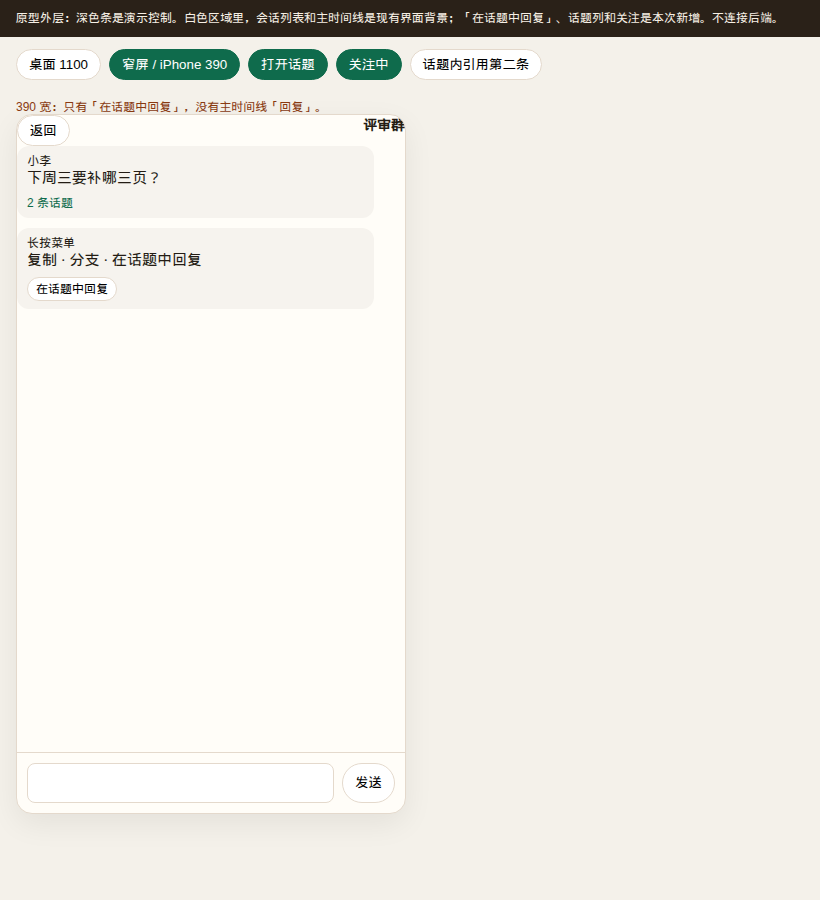 原型外层：深色条是演示控制。白色区域里，会话列表和主时间线是现有界面背景；「在话题中回复」、话题列和关注是本次新增。不连接后端。
桌面 1100
窄屏 / iPhone 390
打开话题
关注中
话题内引用第二条
390 宽：只有「在话题中回复」，没有主时间线「回复」。
返回
评审群
小李
下周三要补哪三页？
2 条话题
长按菜单
复制 · 分支 · 在话题中回复
在话题中回复
发送